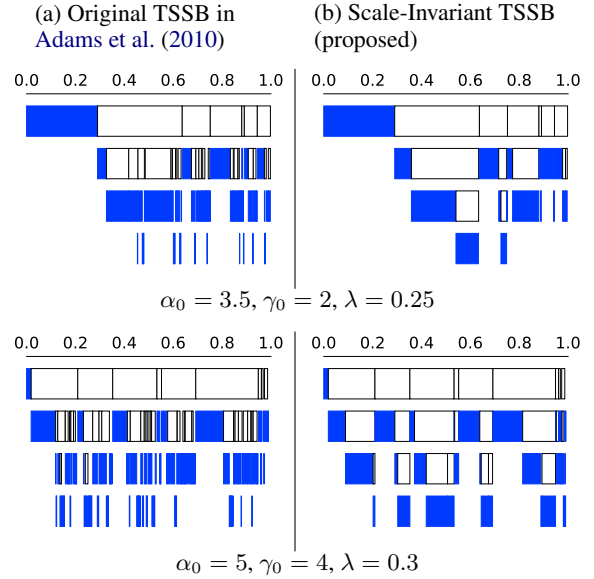 (a) Original TSSB in
Adams et al. (2010)
(b) Scale-Invariant TSSB
(proposed)
0.0 0.2 0.4 0.6 0.8 1.0
0.0 0.2 0.4 0.6 0.8 1.0
α₀ = 3.5, γ₀ = 2, λ = 0.25
0.0 0.2 0.4 0.6 0.8 1.0
0.0 0.2 0.4 0.6 0.8 1.0
α₀ = 5, γ₀ = 4, λ = 0.3